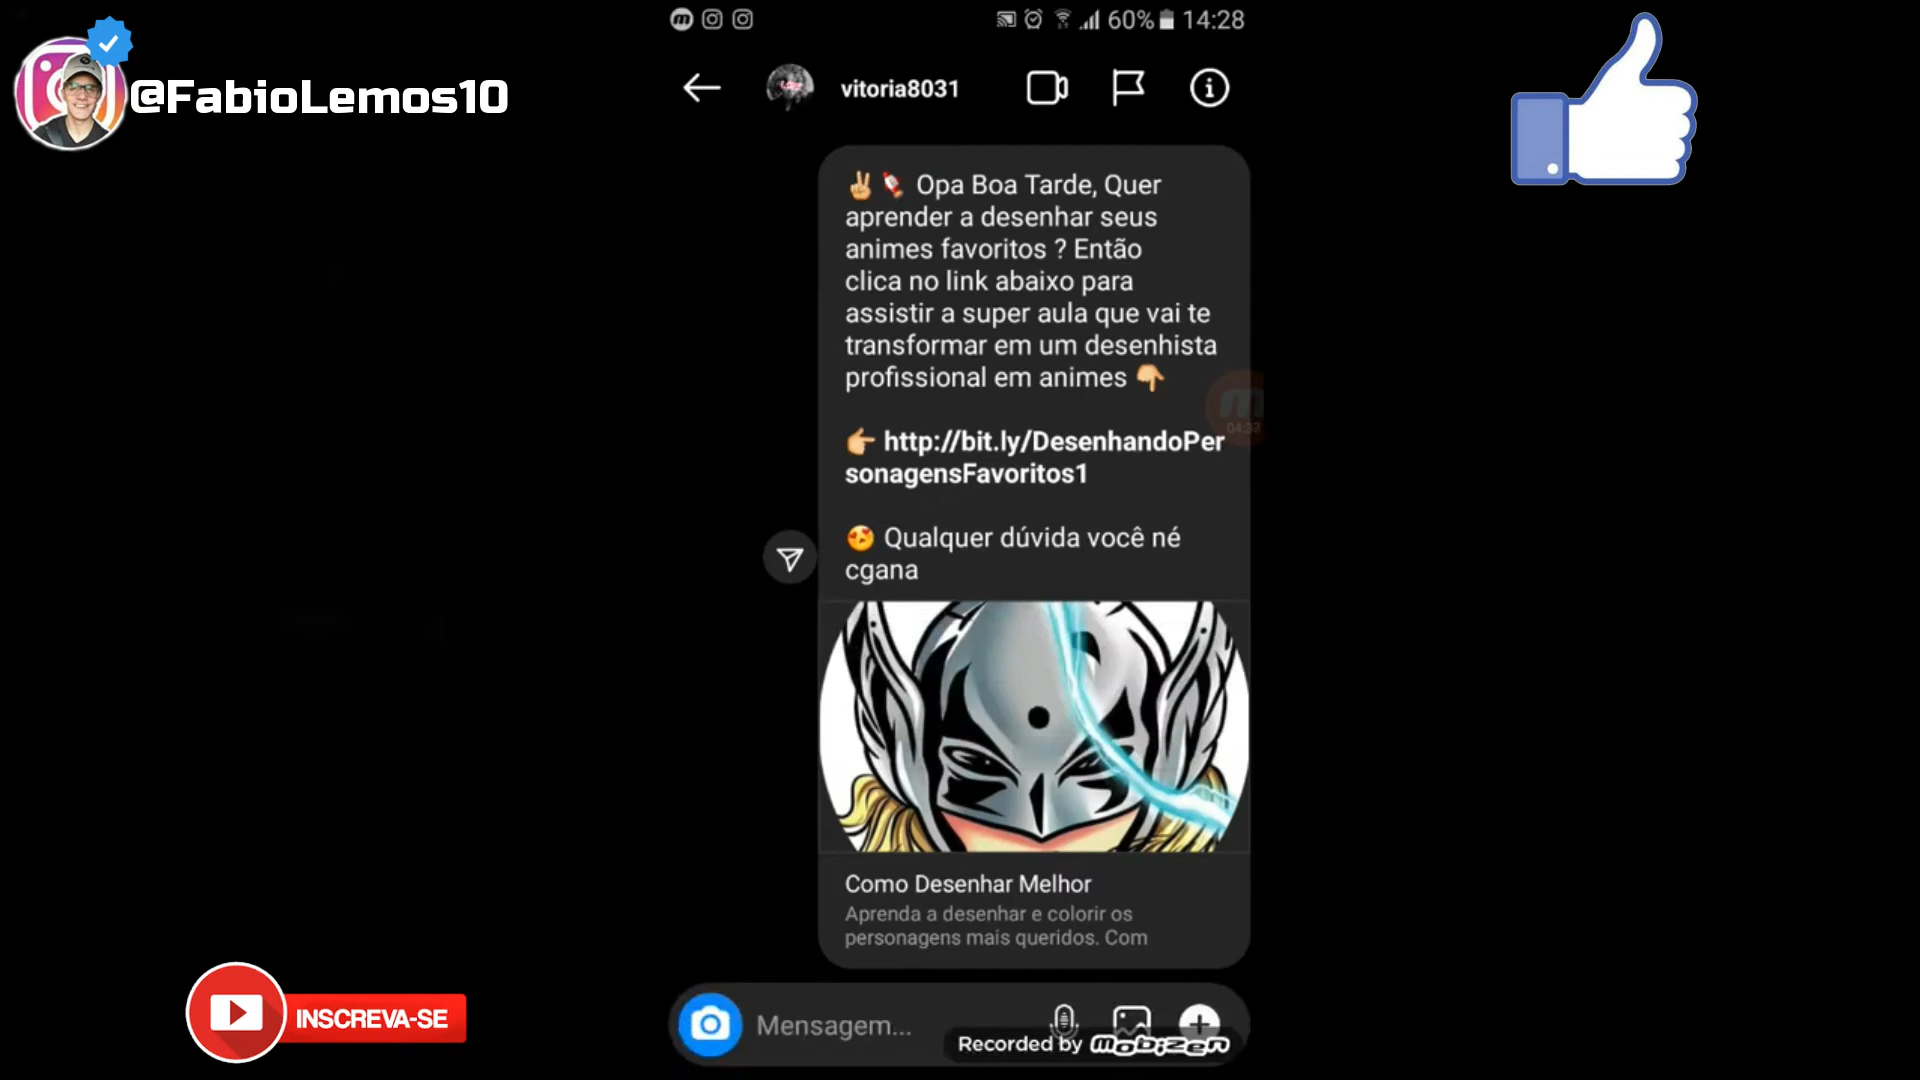 60% 14:28
@FabioLemos10
vitoria8031
✌🍬 Opa Boa Tarde, Quer
aprender a desenhar seus
animes favoritos ? Então
clica no link abaixo para
assistir a super aula que vai te
transformar em um desenhista
profissional em animes 👇
04:33
👉 http://bit.ly/DesenhandoPer
sonagensFavoritos1
😍 Qualquer dúvida você né
cgana
Como Desenhar Melhor
Aprenda a desenhar e colorir os
personagens mais queridos. Com
INSCREVA-SE
Mensagem...
Recorded by mobizen